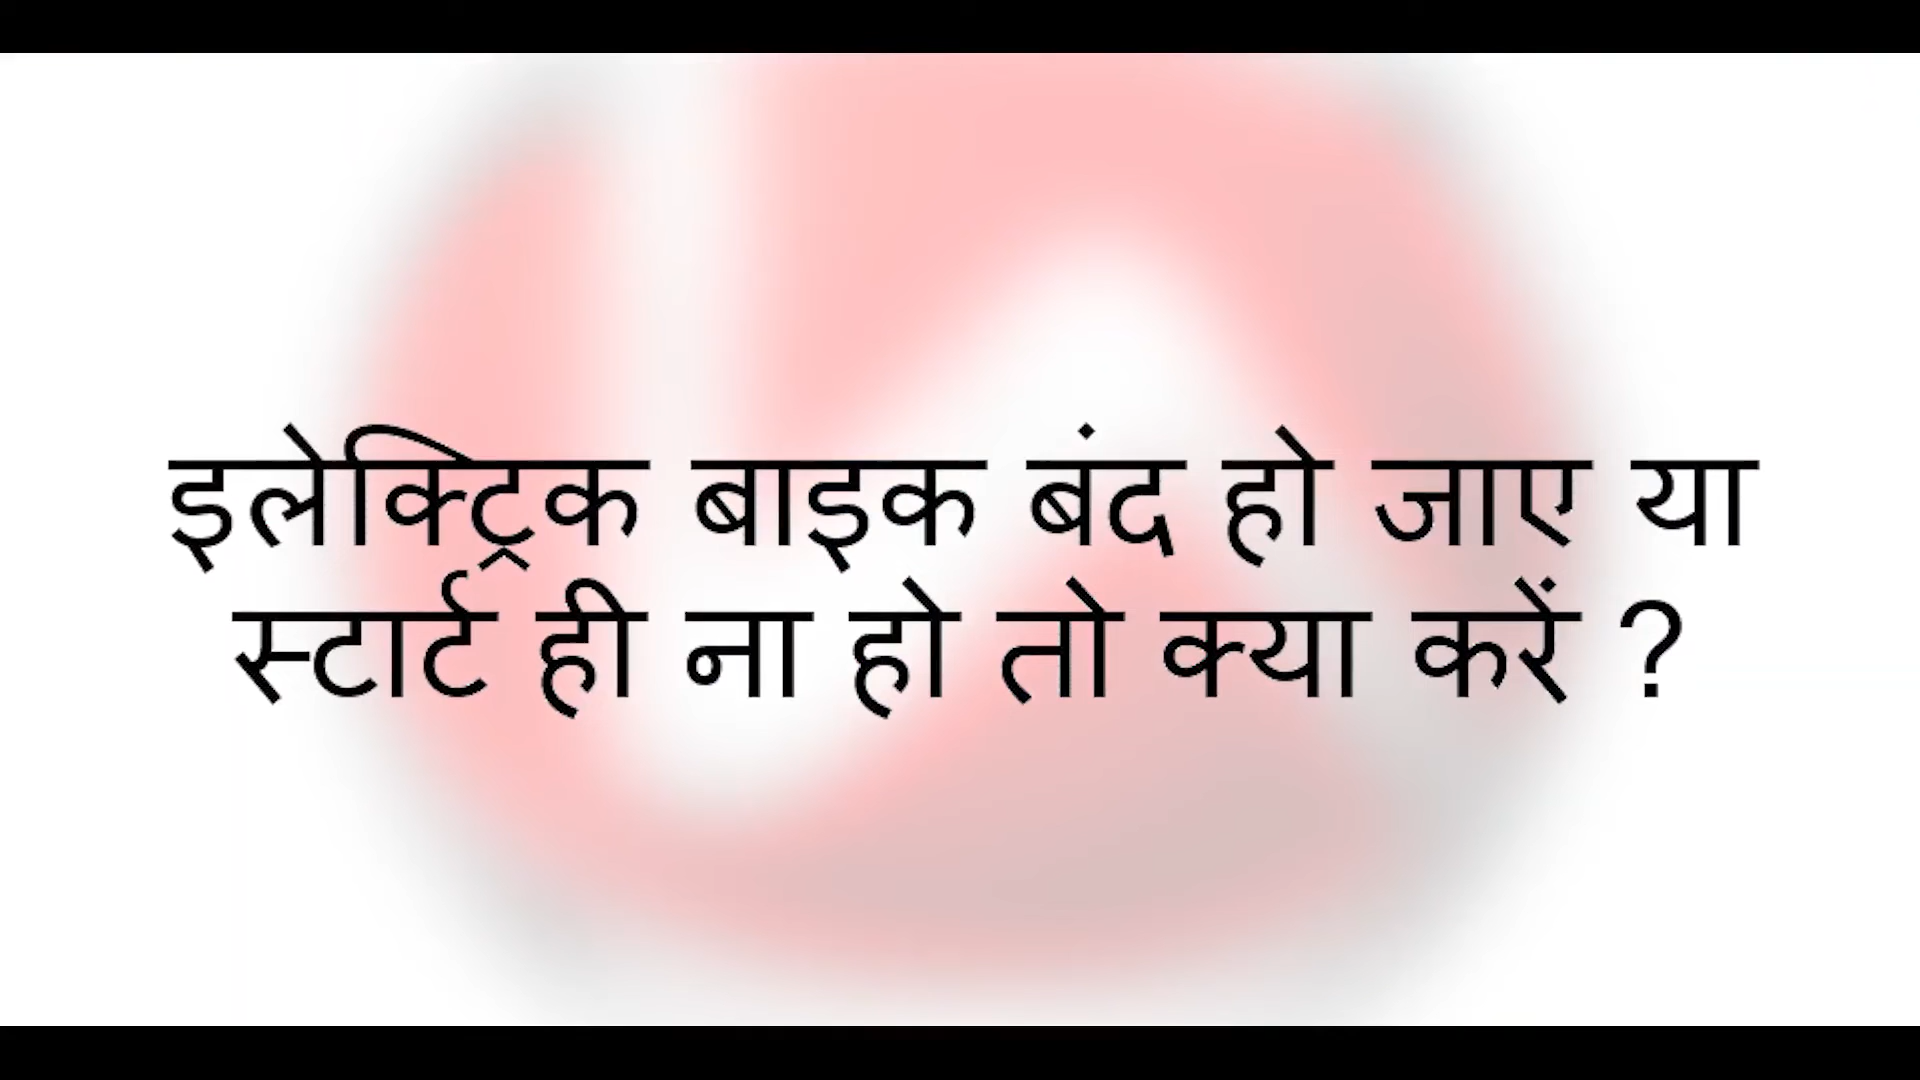 इलेक्ट्रिक बाइक बंद हो जाए या
स्टार्ट ही ना हो तो क्या करें ?